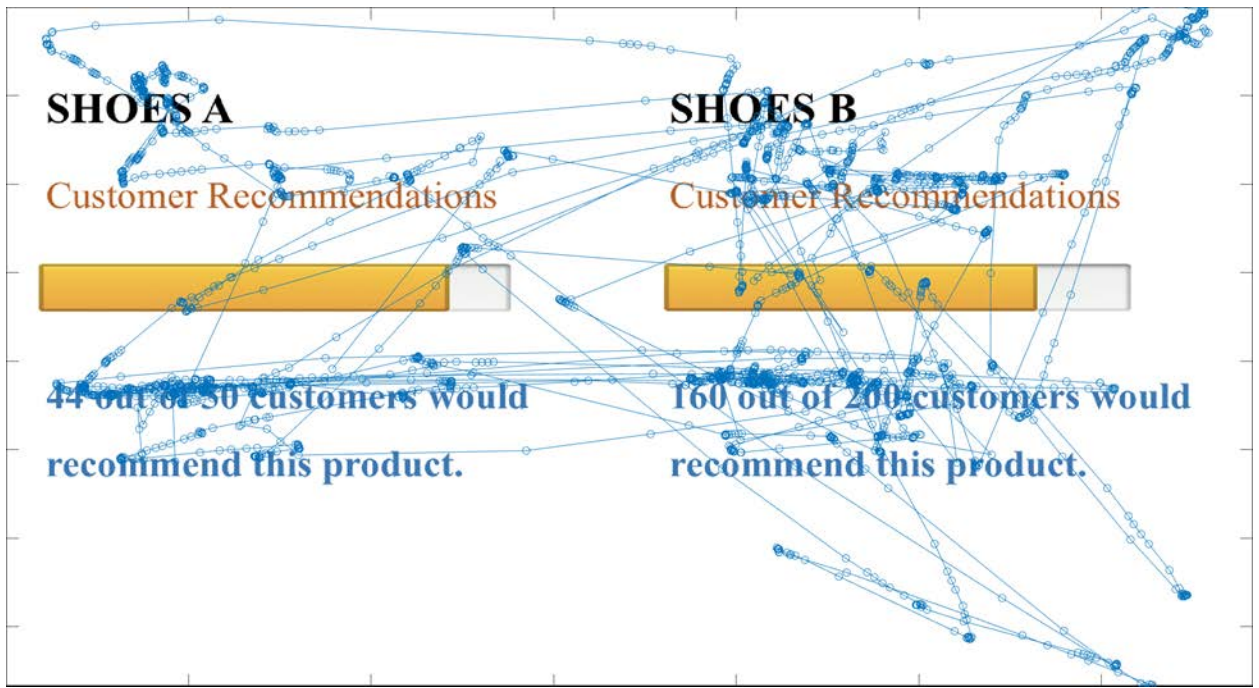 SHOES A
Customer Recommendations
44 out of 50 customers would
recommend this product.
SHOES B
Customer Recommendations
160 out of 200 customers would
recommend this product.